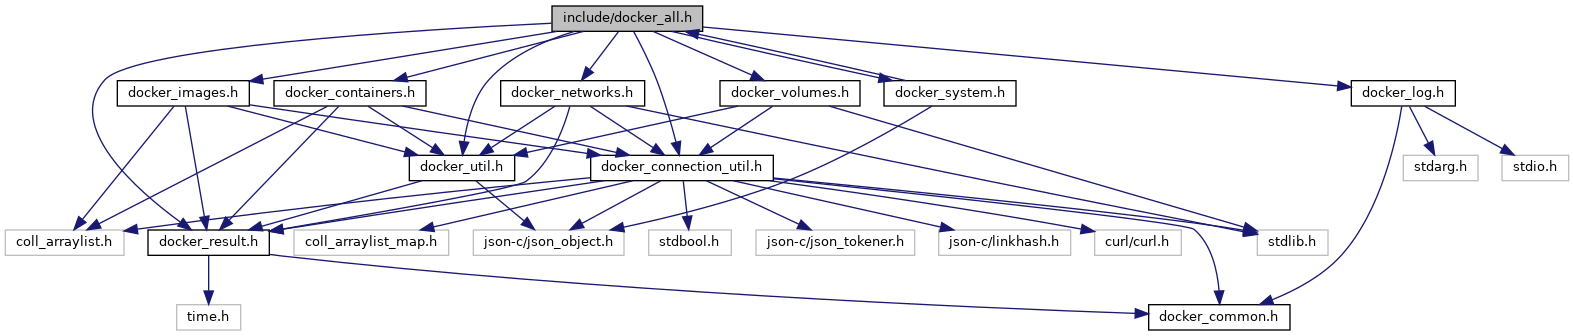 include/docker_all.h
docker_images.h
docker_containers.h
docker_networks.h
docker_volumes.h
docker_system.h
docker_log.h
docker_util.h
docker_connection_util.h
stdarg.h
stdio.h
coll_arraylist.h
docker_result.h
coll_arraylist_map.h
json-c/json_object.h
stdbool.h
json-c/json_tokener.h
json-c/linkhash.h
curl/curl.h
stdlib.h
time.h
docker_common.h